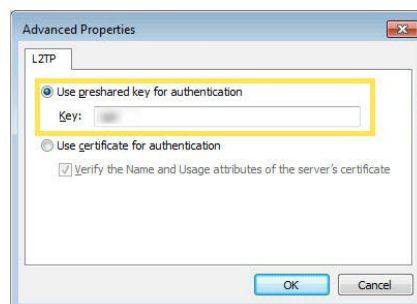 Advanced Properties
L2TP
Use preshared key for authentication
Key:
Use certificate for authentication
Verify the Name and Usage attributes of the server's certificate
OK Cancel